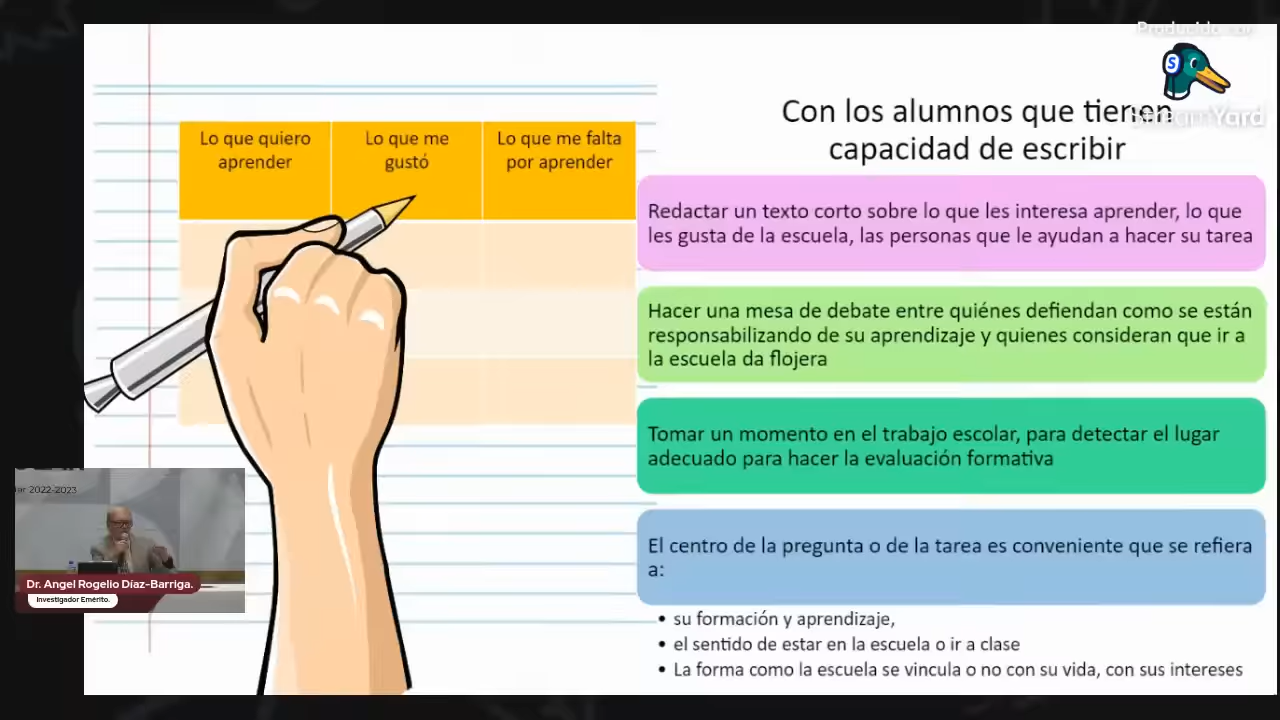 Con los alumnos que tienen
capacidad de escribir
Lo que quiero
aprender
Lo que me
gustó
Lo que me falta
por aprender
Redactar un texto corto sobre lo que les interesa aprender, lo que
les gusta de la escuela, las personas que le ayudan a hacer su tarea
Hacer una mesa de debate entre quiénes defiendan como se están
responsabilizando de su aprendizaje y quienes consideran que ir a
la escuela da flojera
Tomar un momento en el trabajo escolar, para detectar el lugar
adecuado para hacer la evaluación formativa
El centro de la pregunta o de la tarea es conveniente que se refiera
a:
• su formación y aprendizaje,
• el sentido de estar en la escuela o ir a clase
• La forma como la escuela se vincula o no con su vida, con sus intereses
2022-2023
Dr. Angel Rogelio Díaz-Barriga.
Investigador Emérito.
S
StreamYard